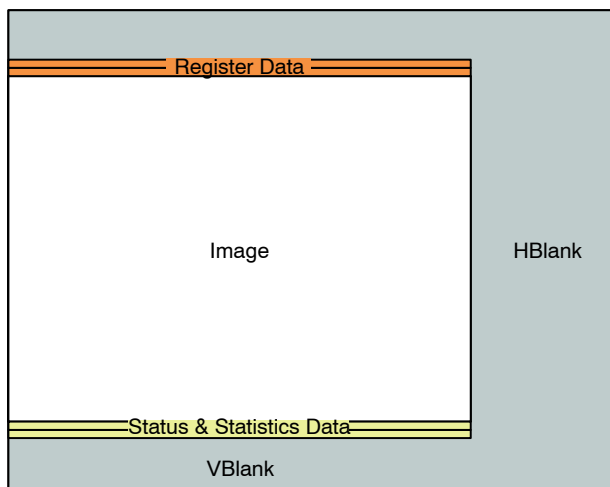 Register Data
Image
HBlank
Status & Statistics Data
VBlank